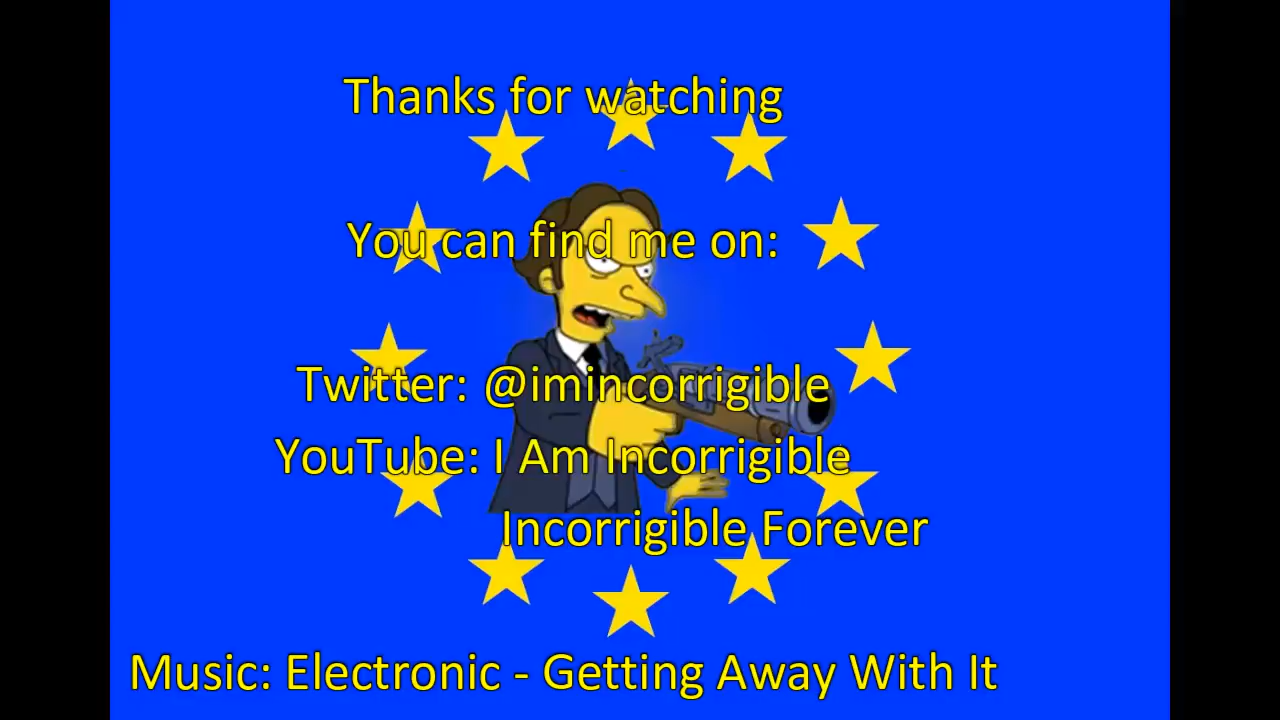 Thanks for watching
You can find me on:
Twitter: @imincorrigible
YouTube: I Am Incorrigible
Incorrigible Forever
Music: Electronic - Getting Away With It